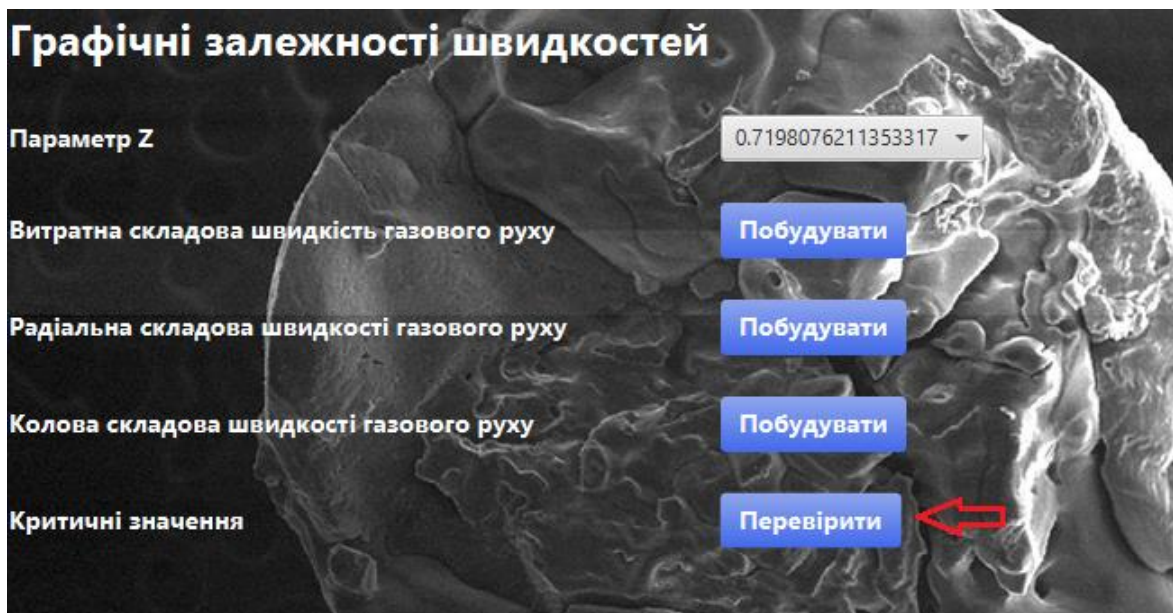 Графічні залежності швидкостей
Параметр Z 0.7198076211353317
Витратна складова швидкість газового руху Побудувати
Радіальна складова швидкості газового руху Побудувати
Колова складова швидкості газового руху Побудувати
Критичні значення Перевірити